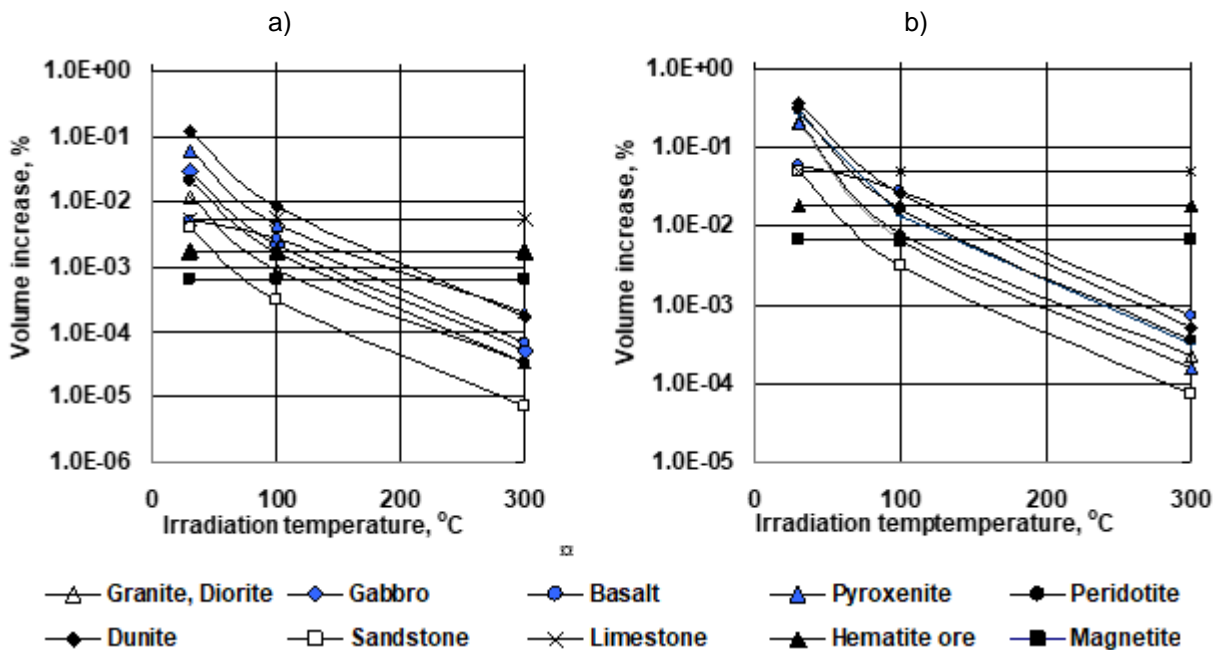 a)
1.0E+00
1.0E-01
1.0E-02
1.0E-03
1.0E-04
1.0E-05
1.0E-06
Volume increase, %
0 100 200 300
Irradiation temperature, °C
b)
1.0E+00
1.0E-01
1.0E-02
1.0E-03
1.0E-04
1.0E-05
Volume increase, %
0 100 200 300
Irradiation temptemperature, °C
¤
Granite, Diorite Gabbro Basalt Pyroxenite Peridotite
Dunite Sandstone Limestone Hematite ore Magnetite